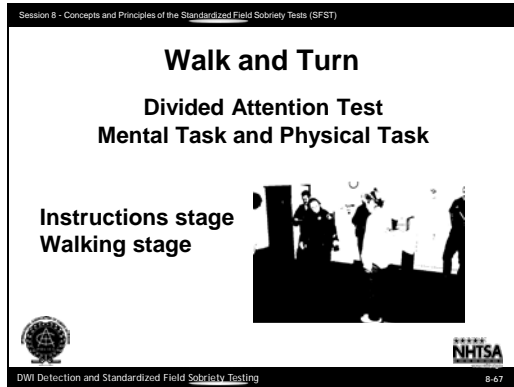 Session 8 - Concepts and Principles of the Standardized Field Sobriety Tests (SFST)
Walk and Turn
Divided Attention Test
Mental Task and Physical Task
Instructions stage
Walking stage
NHTSA
DWI Detection and Standardized Field Sobriety Testing
8-67